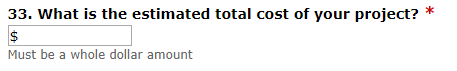 33. What is the estimated total cost of your project? *
$
Must be a whole dollar amount